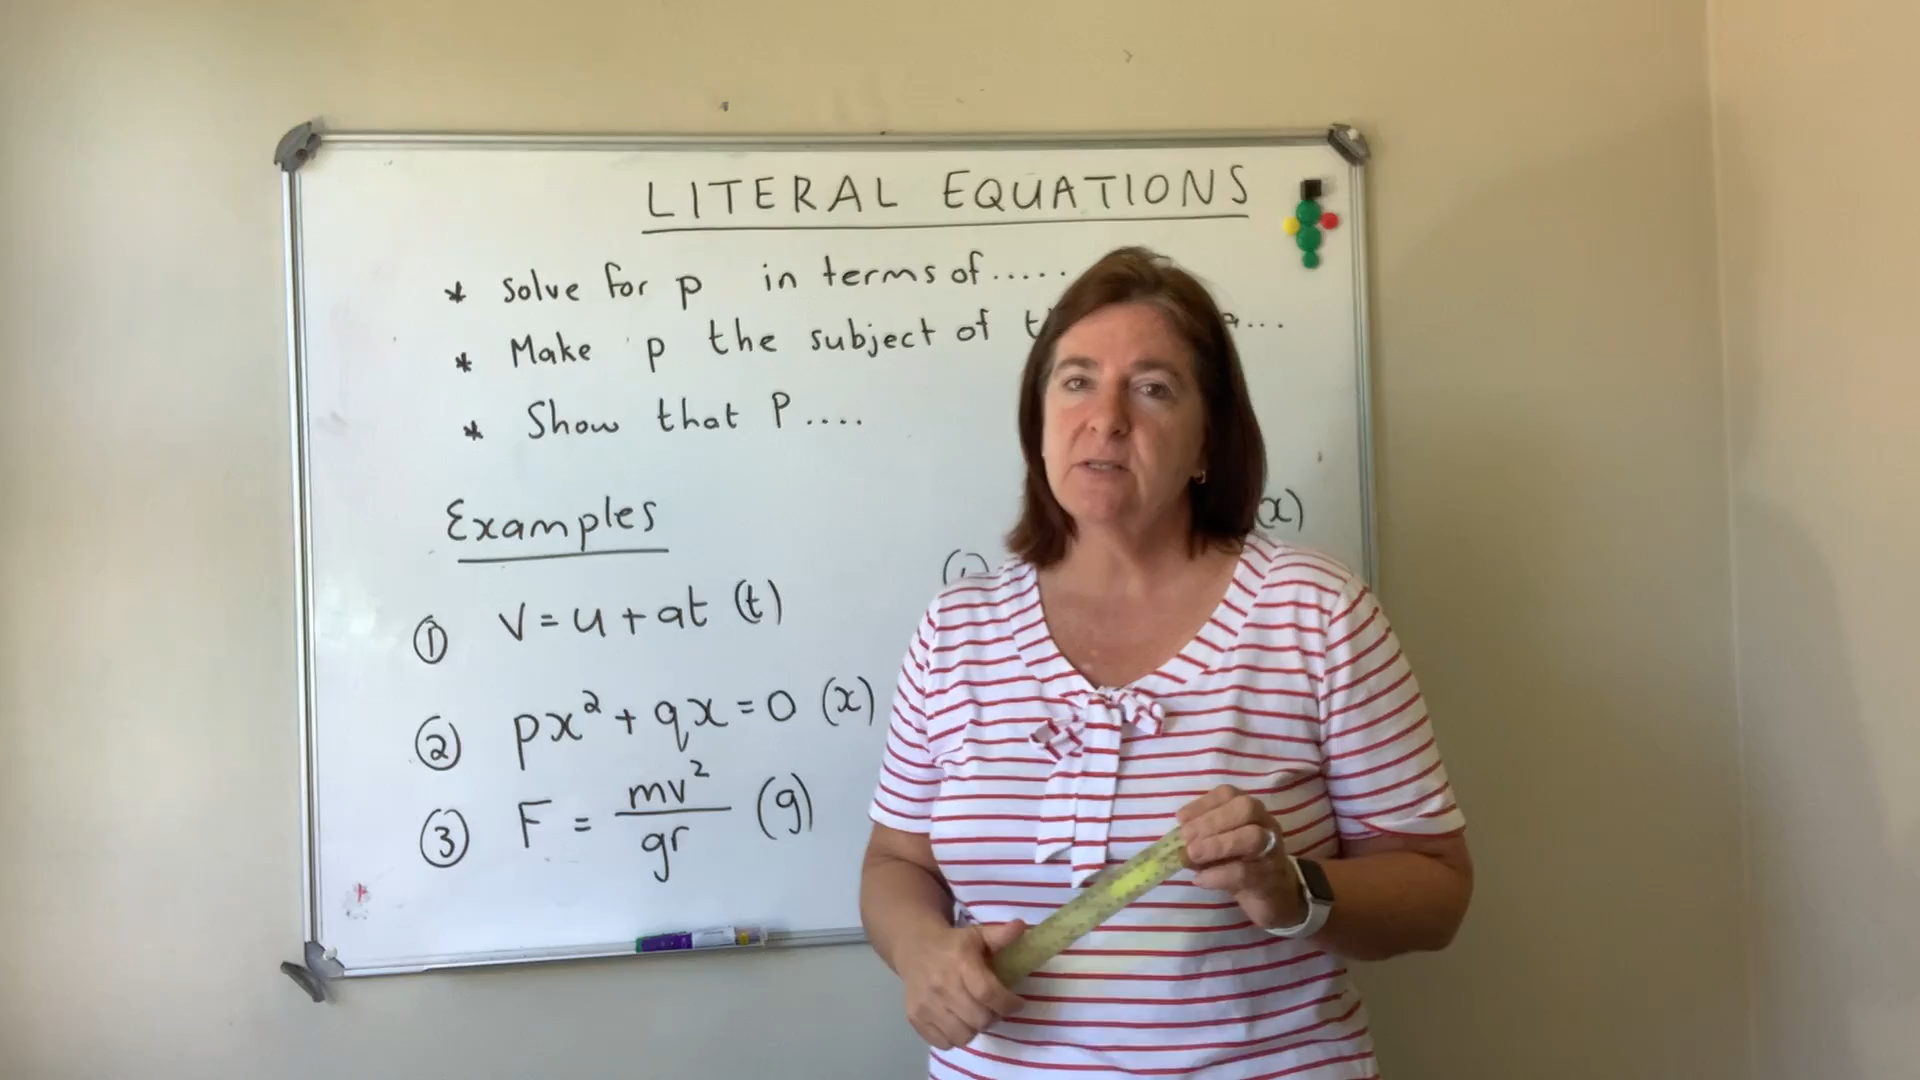 LITERAL EQUATIONS
* Solve for p in terms of.....
* Make p the subject of
* Show that P....
Examples
(x)
① V = u + at (t)
② px² + qx = 0 (x)
③ F = mv²/gr (g)